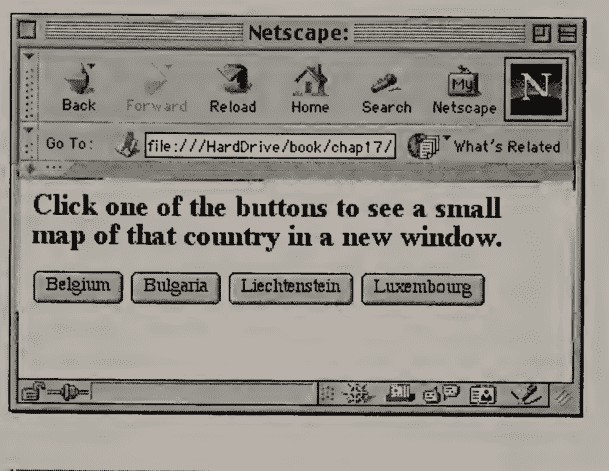 Netscape:
Back Forward Reload Home Search My Netscape N
Go To: file:///HardDrive/book/chap17/ What's Related
Click one of the buttons to see a small
map of that country in a new window.
Belgium Bulgaria Liechtenstein Luxembourg